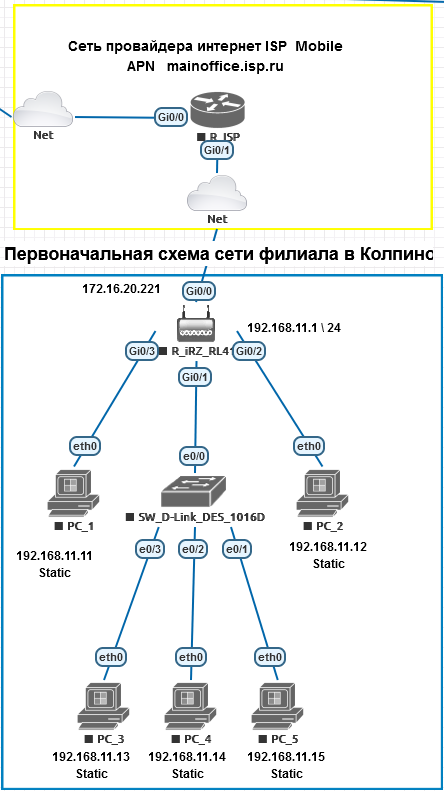 Сеть провайдера интернет ISP Mobile
APN mainoffice.isp.ru
Net
Gi0/0
R_ISP
Gi0/1
Net
Первоначальная схема сети филиала в Колпино
172.16.20.221
Gi0/0
192.168.11.1 \ 24
Gi0/3
R_iRZ_RL41
Gi0/2
Gi0/1
eth0
eth0
e0/0
PC_1
SW_D-Link_DES_1016D
PC_2
192.168.11.11
Static
192.168.11.12
Static
e0/3
e0/2
e0/1
eth0
eth0
eth0
PC_3
PC_4
PC_5
192.168.11.13
Static
192.168.11.14
Static
192.168.11.15
Static